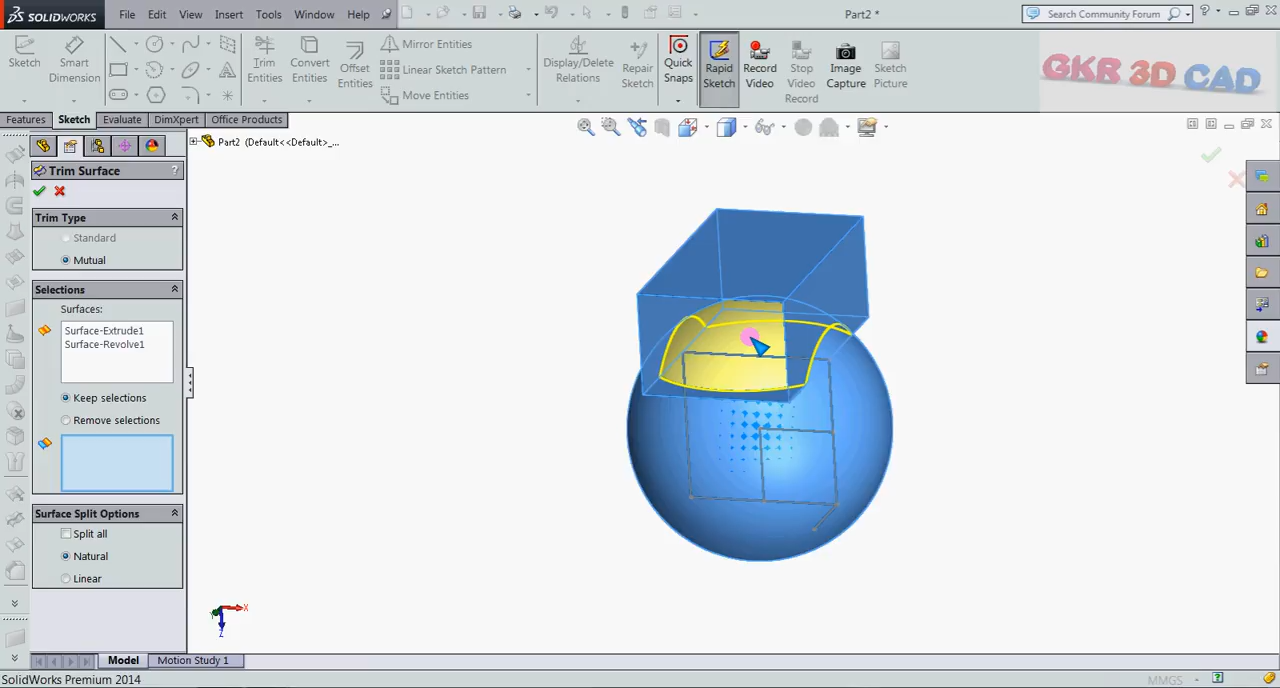 SOLIDWORKS
File Edit View Insert Tools Window Help
Part2 *
Search Community Forum
Sketch
Smart Dimension
Trim Entities
Convert Entities
Offset Entities
Mirror Entities
Linear Sketch Pattern
Move Entities
Display/Delete Relations
Repair Sketch
Quick Snaps
Rapid Sketch
Record Video
Stop Video Record
Image Capture
Sketch Picture
GKR 3D CAD
Features Sketch Evaluate DimXpert Office Products
Part2 (Default<<Default>_...
Trim Surface ?
Trim Type
Standard
Mutual
Selections
Surfaces:
Surface-Extrude1
Surface-Revolve1
Keep selections
Remove selections
Surface Split Options
Split all
Natural
Linear
X
Z
Model Motion Study 1
SolidWorks Premium 2014
MMGS